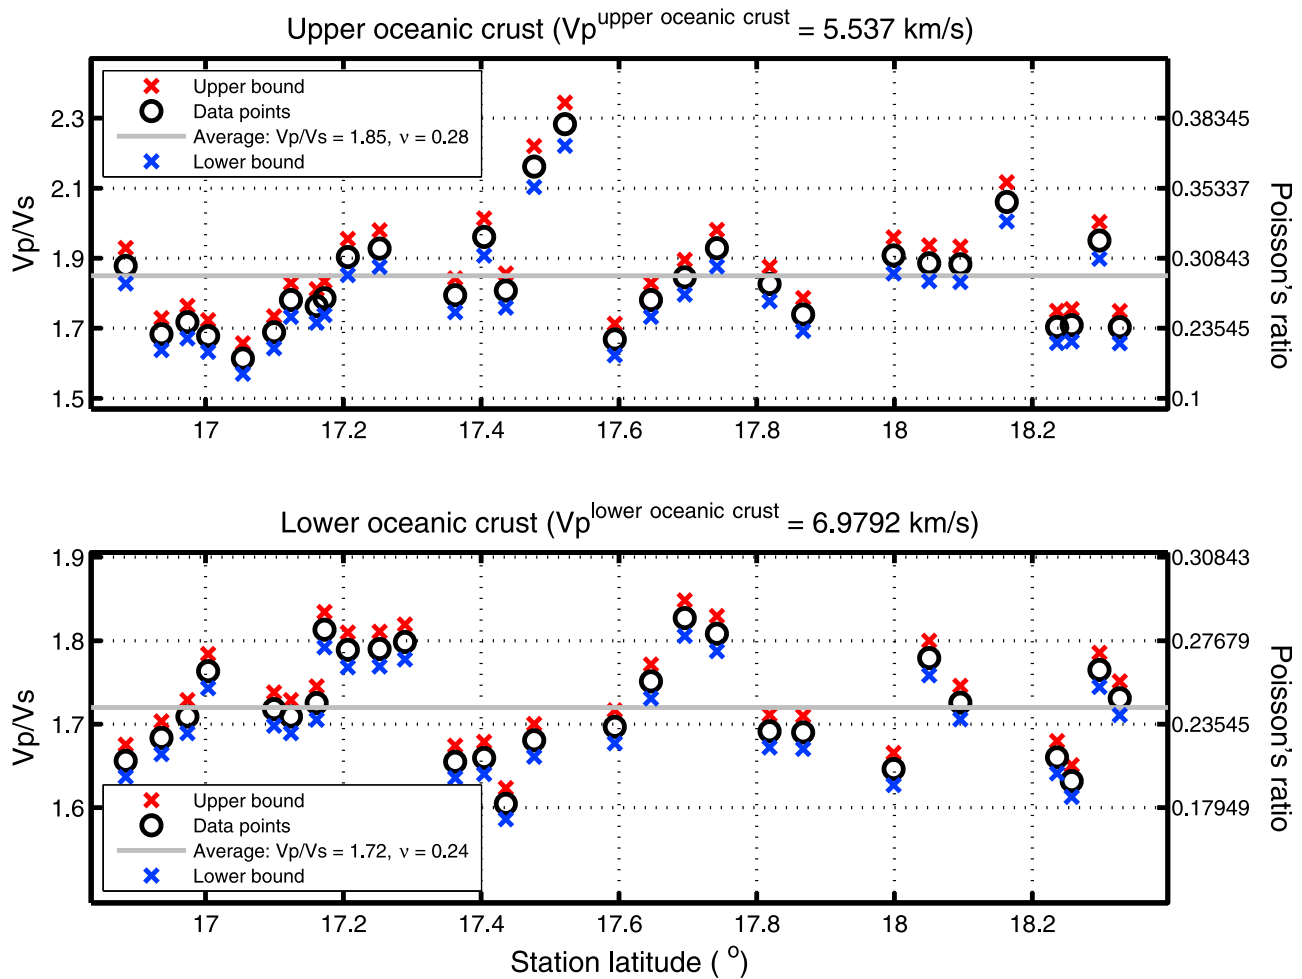 Upper oceanic crust (Vp^upper oceanic crust = 5.537 km/s)
Upper bound
Data points
Average: Vp/Vs = 1.85, ν = 0.28
Lower bound
2.3
2.1
1.9
1.7
1.5
Vp/Vs
0.38345
0.35337
0.30843
0.23545
0.1
Poisson's ratio
17
17.2
17.4
17.6
17.8
18
18.2
Lower oceanic crust (Vp^lower oceanic crust = 6.9792 km/s)
1.9
1.8
1.7
1.6
Vp/Vs
0.30843
0.27679
0.23545
0.17949
Poisson's ratio
Upper bound
Data points
Average: Vp/Vs = 1.72, ν = 0.24
Lower bound
17
17.2
17.4
17.6
17.8
18
18.2
Station latitude ( °)